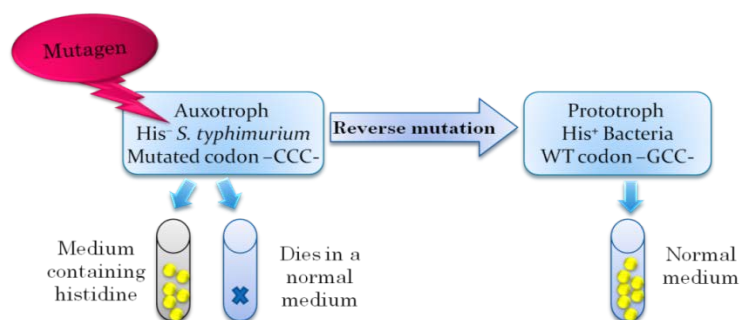 Mutagen
Auxotroph
His⁻ S. typhimurium
Mutated codon –CCC-
Reverse mutation
Prototroph
His⁺ Bacteria
WT codon –GCC-
Medium
containing
histidine
Dies in a
normal
medium
Normal
medium